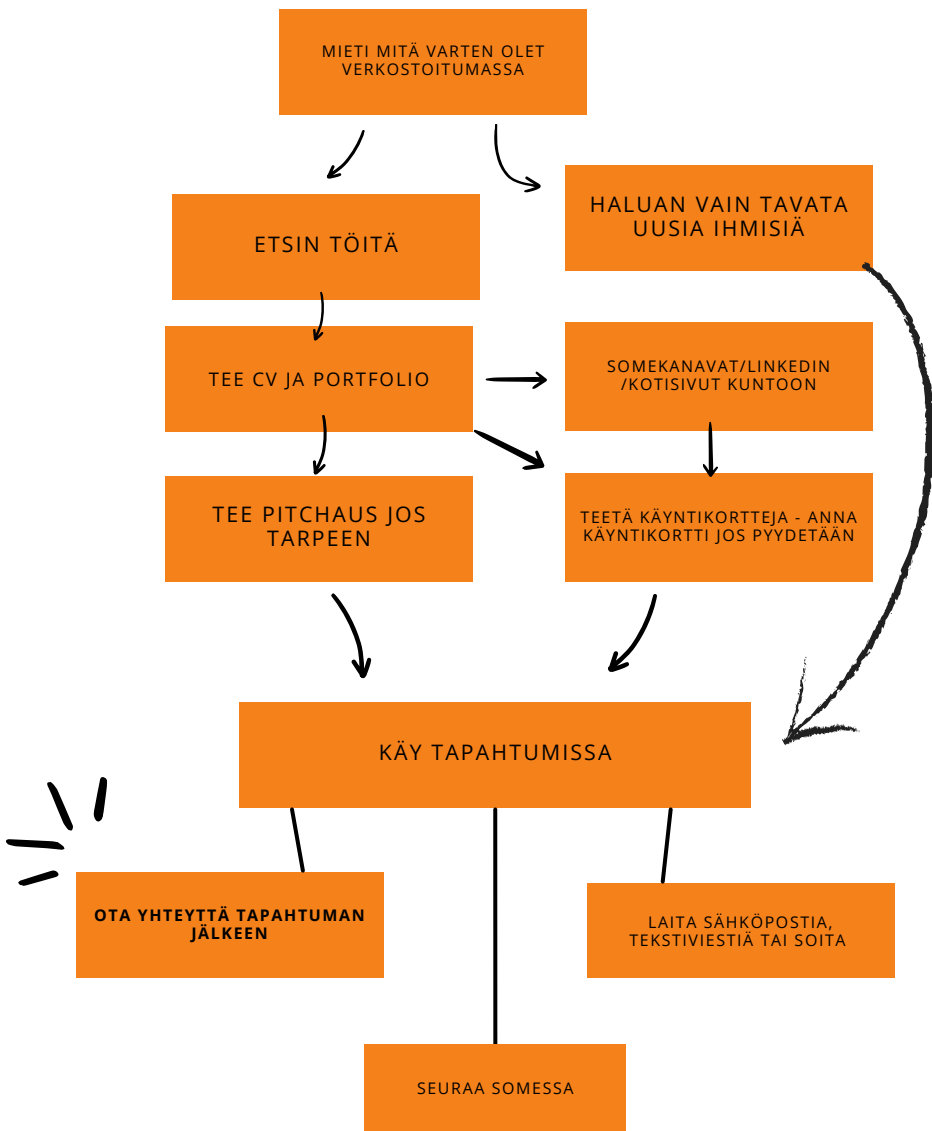 MIETI MITÄ VARTEN OLET
VERKOSTOITUMASSA
HALUAN VAIN TAVATA
UUSIA IHMISIÄ
ETSIN TÖITÄ
TEE CV JA PORTFOLIO
SOMEKANAVAT/LINKEDIN
/KOTISIVUT KUNTOON
TEE PITCHAUS JOS
TARPEEN
TEETÄ KÄYNTIKORTTEJA - ANNA
KÄYNTIKORTTI JOS PYYDETÄÄN
KÄY TAPAHTUMISSA
OTA YHTEYTTÄ TAPAHTUMAN
JÄLKEEN
LAITA SÄHKÖPOSTIA,
TEKSTIVIESTIÄ TAI SOITA
SEURAA SOMESSA